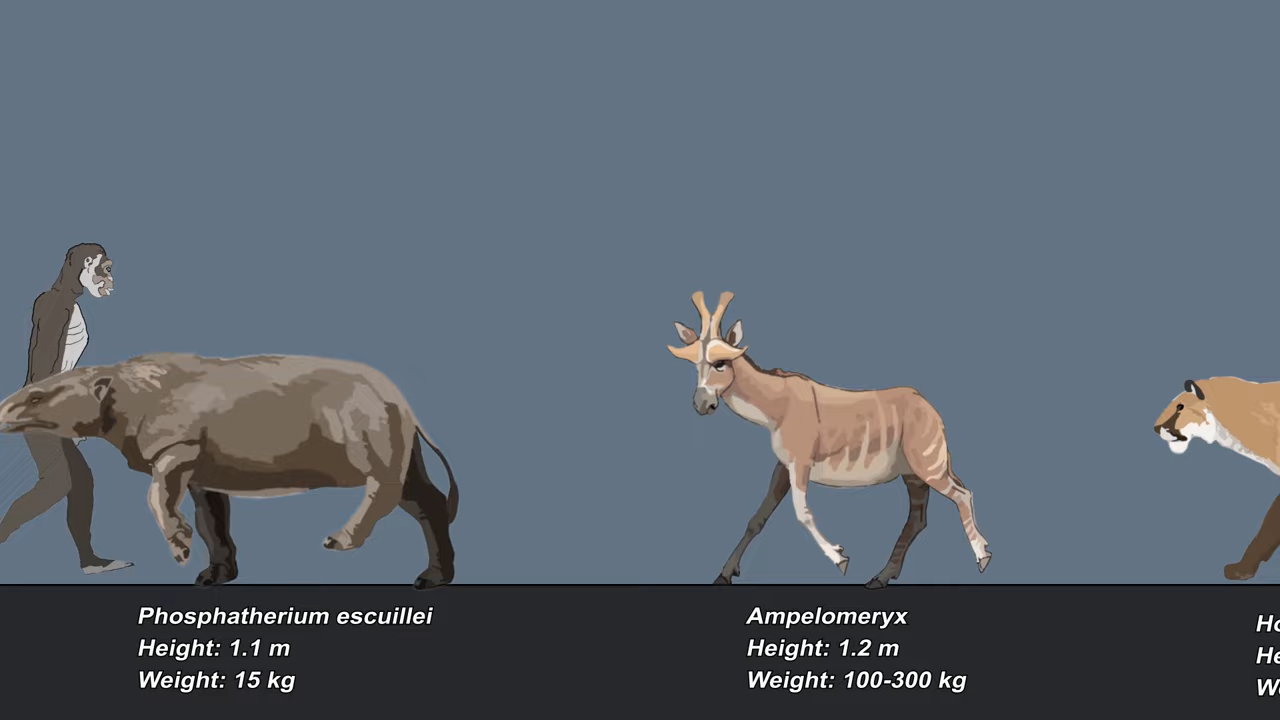 Phosphatherium escuillei
Height: 1.1 m
Weight: 15 kg
Ampelomeryx
Height: 1.2 m
Weight: 100-300 kg